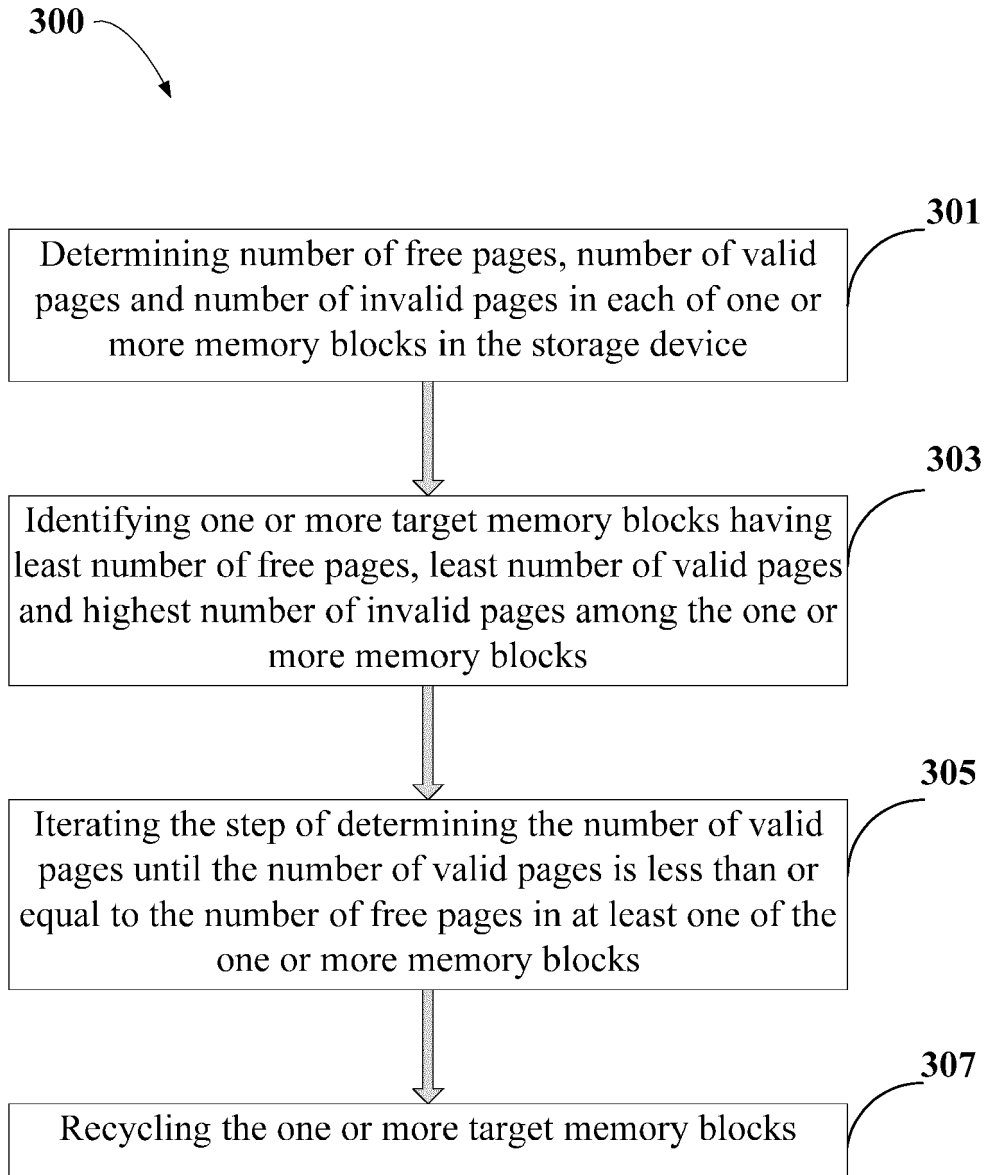 300
301
Determining number of free pages, number of valid
pages and number of invalid pages in each of one or
more memory blocks in the storage device
303
Identifying one or more target memory blocks having
least number of free pages, least number of valid pages
and highest number of invalid pages among the one or
more memory blocks
305
Iterating the step of determining the number of valid
pages until the number of valid pages is less than or
equal to the number of free pages in at least one of the
one or more memory blocks
307
Recycling the one or more target memory blocks